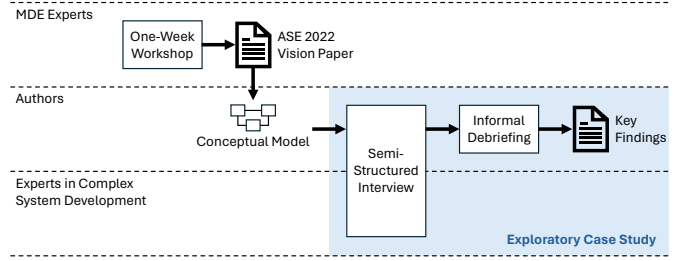 MDE Experts
One-Week
Workshop
ASE 2022
Vision Paper
Authors
Conceptual Model
Semi-
Structured
Interview
Informal
Debriefing
Key
Findings
Experts in Complex
System Development
Exploratory Case Study